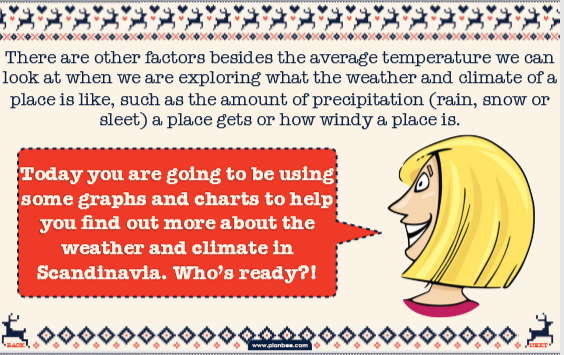 There are other factors besides the average temperature we can
look at when we are exploring what the weather and climate of a
place is like, such as the amount of precipitation (rain, snow or
sleet) a place gets or how windy a place is.
Today you are going to be using
some graphs and charts to help
you find out more about the
weather and climate in
Scandinavia. Who's ready?!
BACK
www.planbee.com
NEXT